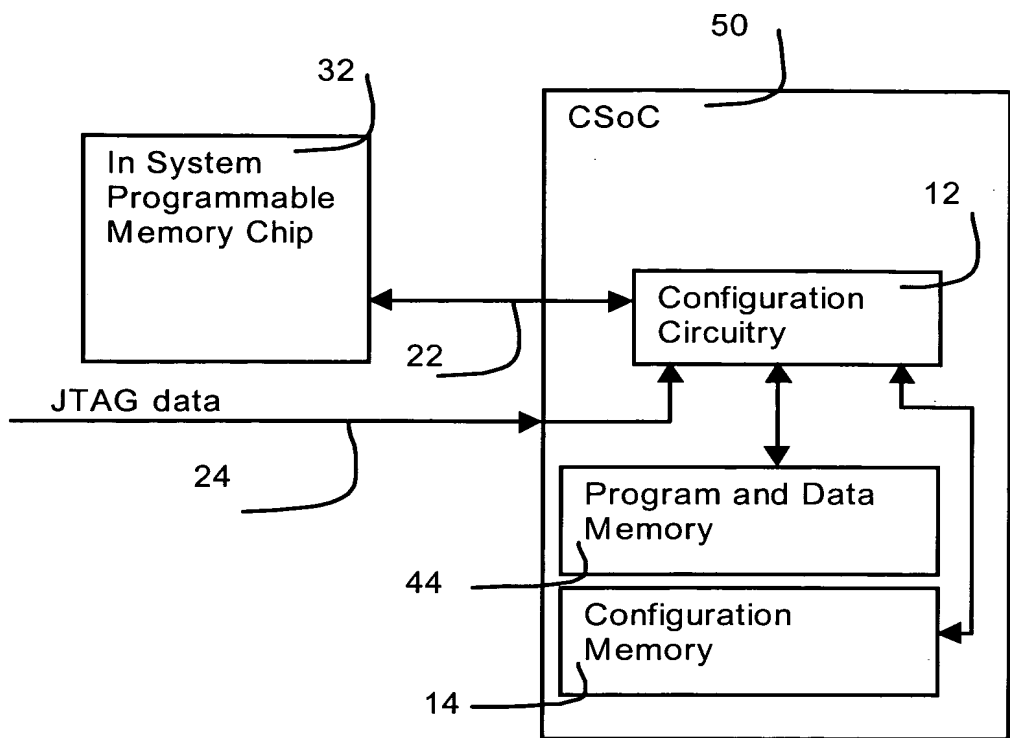 50
32
CSoC
In System
Programmable
Memory Chip
12
Configuration
Circuitry
22
JTAG data
24
Program and Data
Memory
44
Configuration
Memory
14